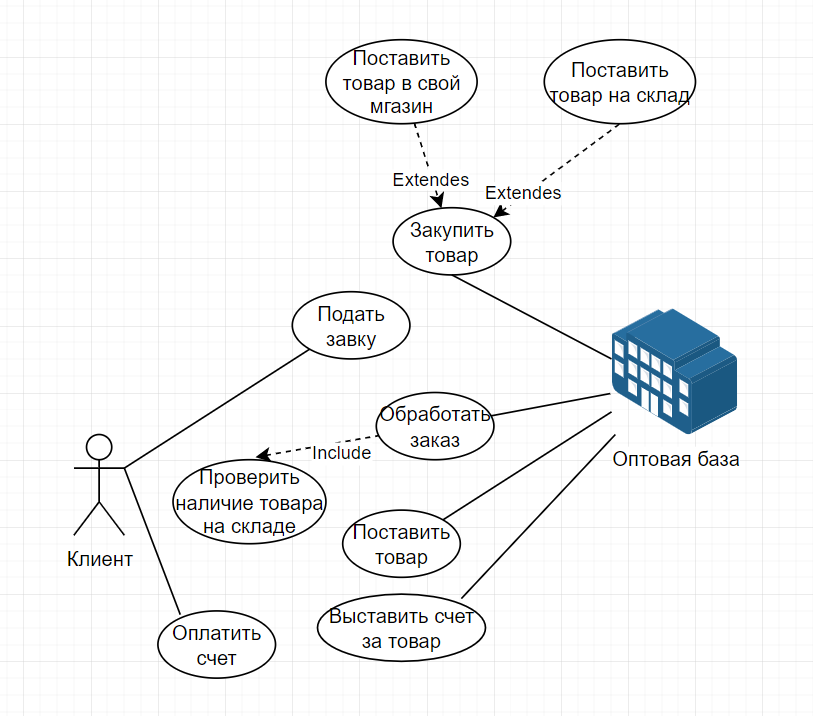 Поставить
товар в свой
мгазин
Поставить
товар на склад
Extendes
Extendes
Закупить
товар
Подать
завку
Обработать
заказ
Include
Проверить
наличие товара
на складе
Оптовая база
Поставить
товар
Клиент
Выставить счет
за товар
Оплатить
счет